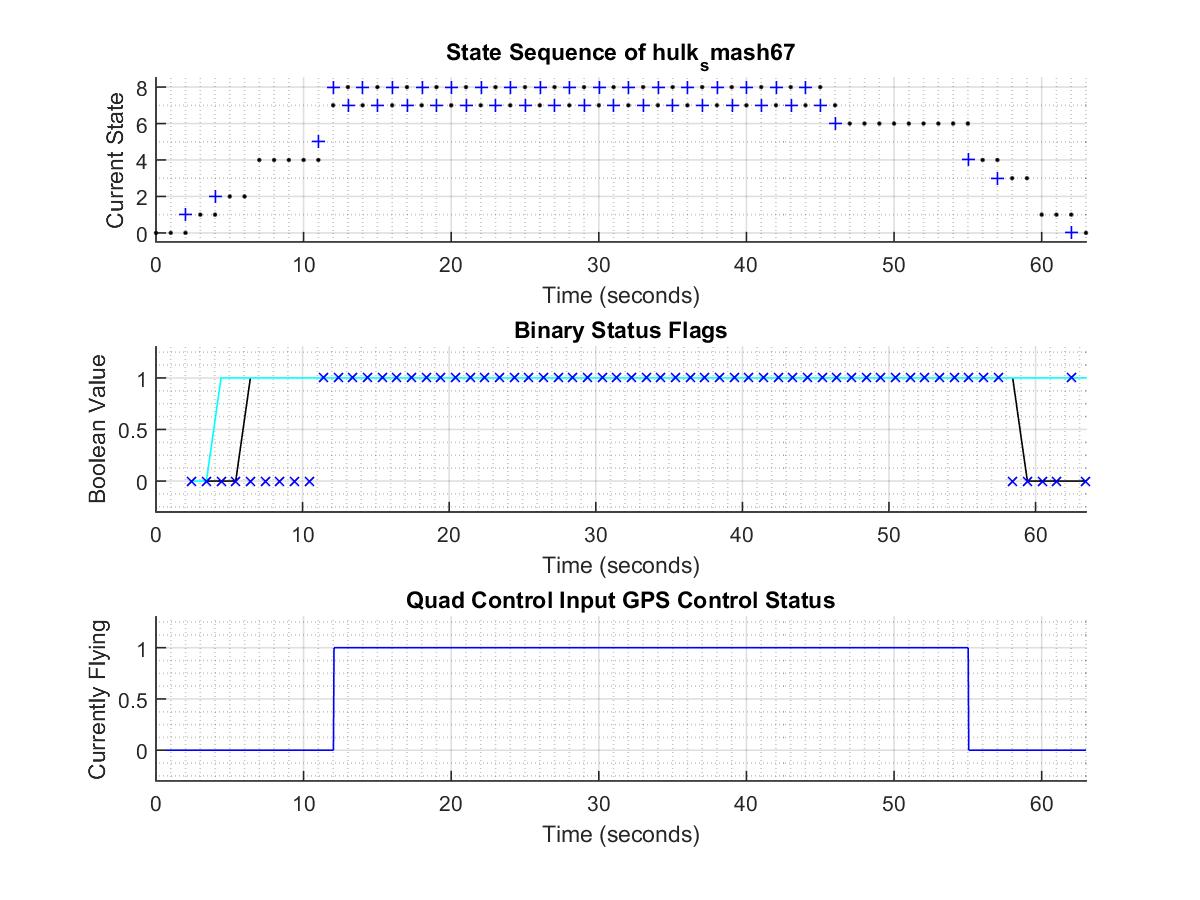 State Sequence of hulksmash67
Current State
8
6
4
2
0
0 10 20 30 40 50 60
Time (seconds)
Binary Status Flags
Boolean Value
1
0.5
0
0 10 20 30 40 50 60
Time (seconds)
Quad Control Input GPS Control Status
Currently Flying
1
0.5
0
0 10 20 30 40 50 60
Time (seconds)